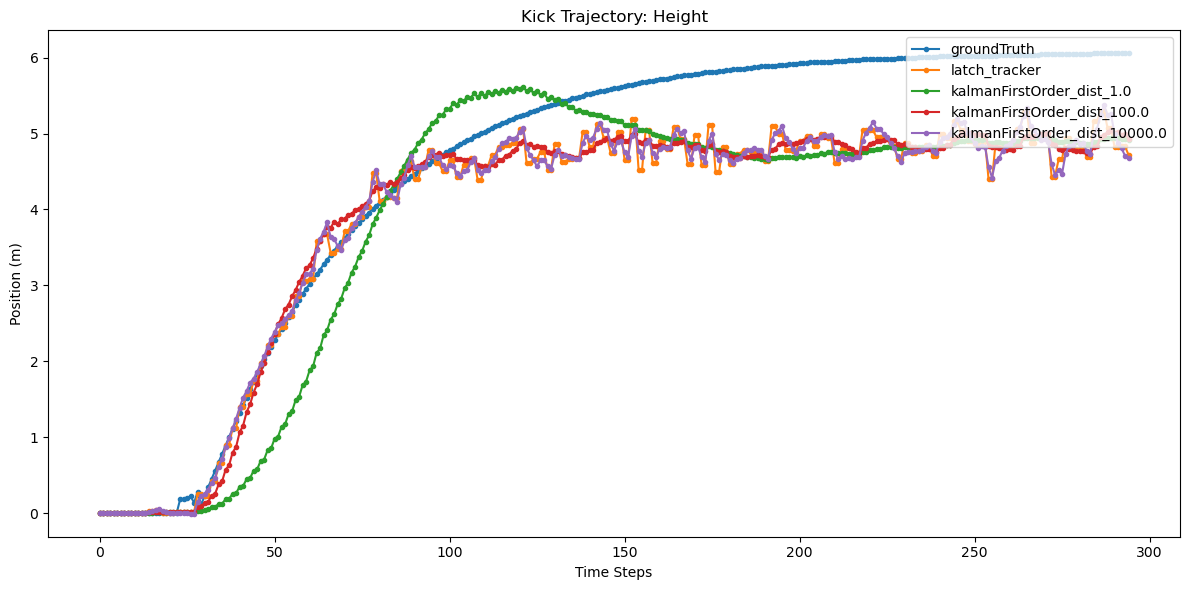 Kick Trajectory: Height
groundTruth
latch_tracker
kalmanFirstOrder_dist_1.0
kalmanFirstOrder_dist_100.0
kalmanFirstOrder_dist_10000.0
Position (m)
6
5
4
3
2
1
0
0 50 100 150 200 250 300
Time Steps